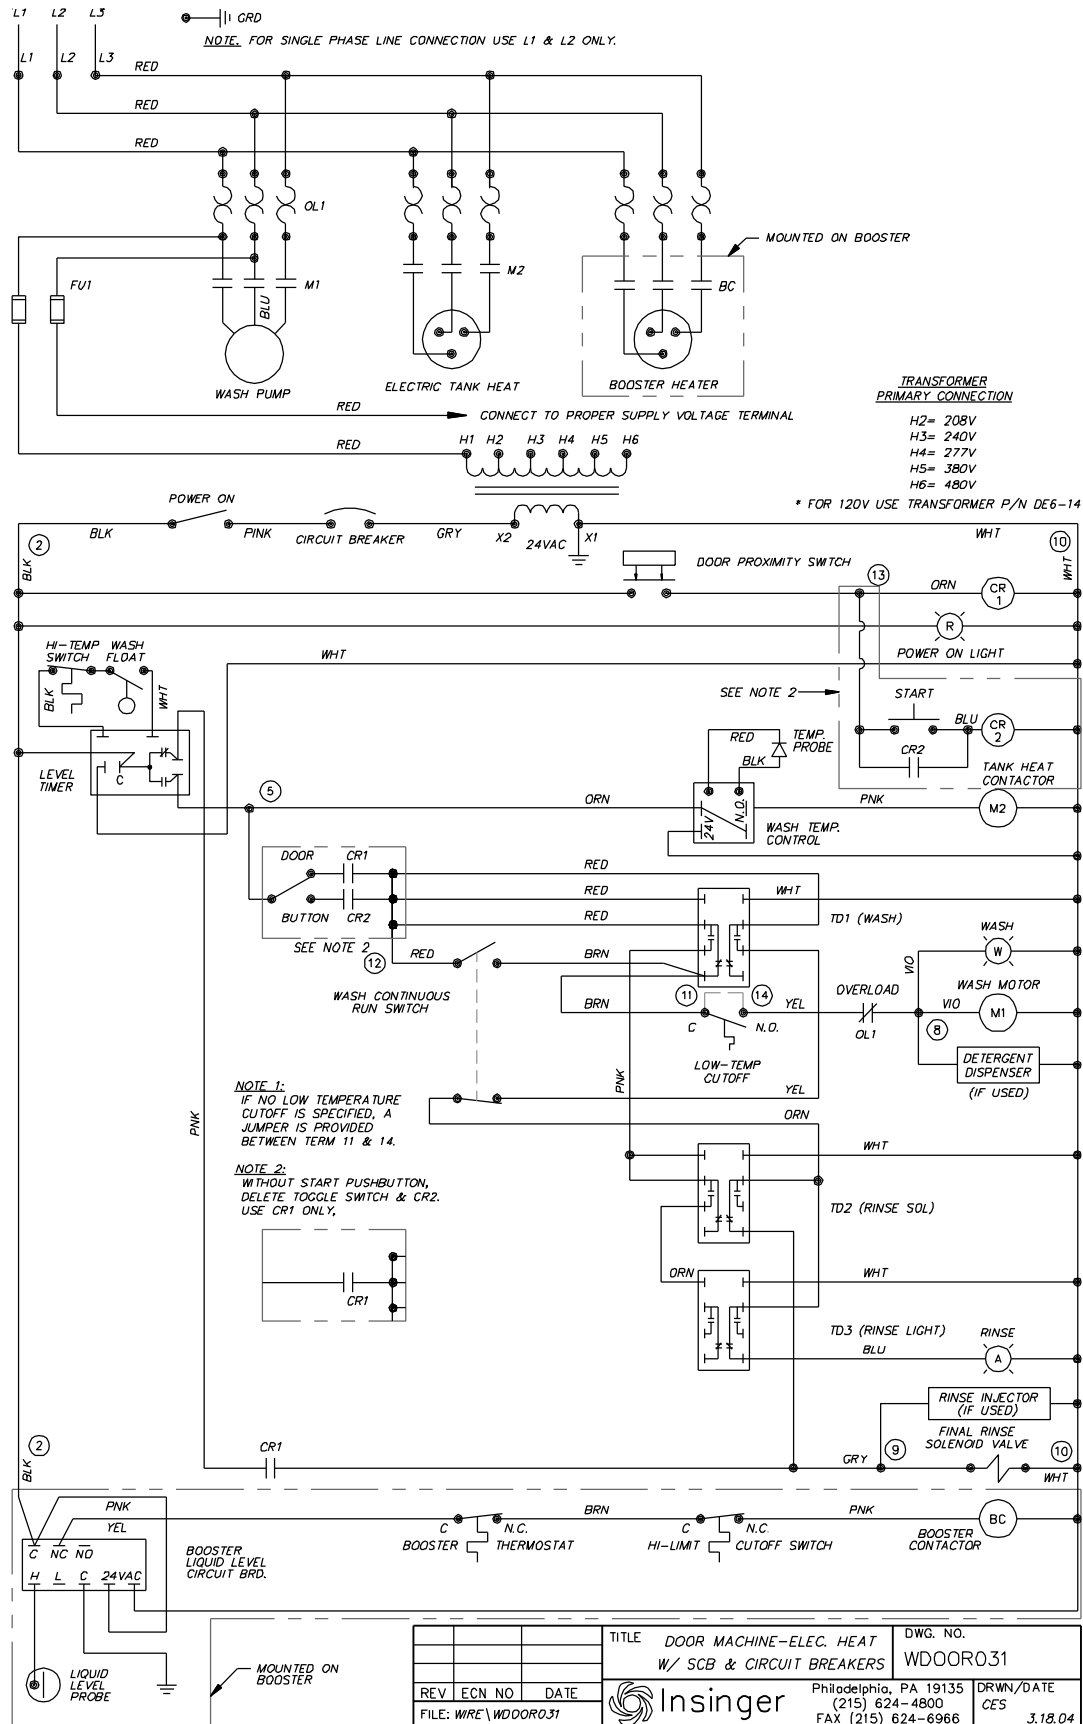 L1 L2 L3
GRD
NOTE. FOR SINGLE PHASE LINE CONNECTION USE L1 & L2 ONLY.
L1 L2 L3
RED
RED
RED
OL1
MOUNTED ON BOOSTER
FU1
BLU
M1
M2
BC
WASH PUMP
ELECTRIC TANK HEAT
BOOSTER HEATER
TRANSFORMER
PRIMARY CONNECTION
RED
CONNECT TO PROPER SUPPLY VOLTAGE TERMINAL
H2= 208V
RED
H1 H2 H3 H4 H5 H6
H3= 240V
H4= 277V
H5= 380V
H6= 480V
* FOR 120V USE TRANSFORMER P/N DE6-14
POWER ON
2
BLK
PINK
CIRCUIT BREAKER
GRY
X2
24VAC
X1
WHT
10
BLK
WHT
DOOR PROXIMITY SWITCH
13
ORN
CR
1
R
POWER ON LIGHT
HI-TEMP
SWITCH
WASH
FLOAT
WHT
BLK
WHT
SEE NOTE 2
START
BLU
CR
2
CR2
RED
TEMP.
PROBE
BLK
LEVEL
TIMER
C
TANK HEAT
CONTACTOR
5
ORN
24V
N.O.
PNK
M2
WASH TEMP.
CONTROL
DOOR
CR1
RED
BUTTON
CR2
RED
WHT
RED
TD1 (WASH)
SEE NOTE 2
12
RED
BRN
WASH
W
VIO
WASH CONTINUOUS
RUN SWITCH
BRN
11
14
YEL
C
N.O.
LOW-TEMP
CUTOFF
OVERLOAD
OL1
WASH MOTOR
VIO
M1
8
DETERGENT
DISPENSER
(IF USED)
PNK
YEL
ORN
NOTE 1:
IF NO LOW TEMPERATURE
CUTOFF IS SPECIFIED, A
JUMPER IS PROVIDED
BETWEEN TERM 11 & 14.
PNK
WHT
NOTE 2:
WITHOUT START PUSHBUTTON,
DELETE TOGGLE SWITCH & CR2.
USE CR1 ONLY,
TD2 (RINSE SOL)
CR1
ORN
WHT
TD3 (RINSE LIGHT)
BLU
RINSE
A
RINSE INJECTOR
(IF USED)
FINAL RINSE
SOLENOID VALVE
2
CR1
GRY
9
10
BLK
WHT
PNK
YEL
C NC NO
H L C 24VAC
BOOSTER
LIQUID LEVEL
CIRCUIT BRD.
C N.C.
BOOSTER THERMOSTAT
BRN
C N.C.
HI-LIMIT CUTOFF SWITCH
PNK
BC
BOOSTER
CONTACTOR
LIQUID
LEVEL
PROBE
MOUNTED ON
BOOSTER
TITLE DOOR MACHINE-ELEC. HEAT
W/ SCB & CIRCUIT BREAKERS
DWG. NO.
WDOOR031
REV ECN NO DATE
FILE: WIRE\WDOOR031
Insinger
Philadelphia, PA 19135
(215) 624-4800
FAX (215) 624-6966
DRWN/DATE
CES
3.18.04